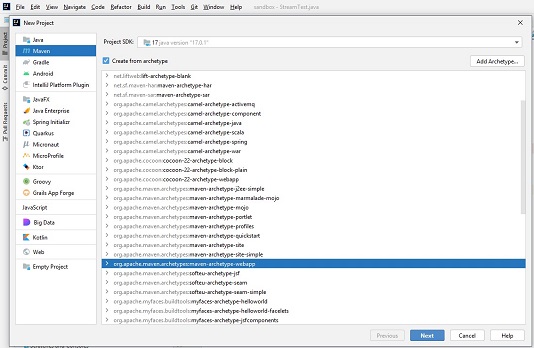 File Edit View Navigate Code Refactor Build Run Tools Git Window Help sandbox - StreamTest.java
New Project
Project
Commit
Pull Requests
Java
Maven
Gradle
Android
IntelliJ Platform Plugin
JavaFX
Java Enterprise
Spring Initializr
Quarkus
Micronaut
MicroProfile
Ktor
Groovy
Grails App Forge
JavaScript
Big Data
Kotlin
Web
Empty Project
Project SDK: 17 java version "17.0.1"
Create from archetype
Add Archetype...
net.liftweb:lift-archetype-blank
net.sf.maven-har:maven-archetype-har
net.sf.maven-sar:maven-archetype-sar
org.apache.camel.archetypes:camel-archetype-activemq
org.apache.camel.archetypes:camel-archetype-component
org.apache.camel.archetypes:camel-archetype-java
org.apache.camel.archetypes:camel-archetype-scala
org.apache.camel.archetypes:camel-archetype-spring
org.apache.camel.archetypes:camel-archetype-war
org.apache.cocoon:cocoon-22-archetype-block
org.apache.cocoon:cocoon-22-archetype-block-plain
org.apache.cocoon:cocoon-22-archetype-webapp
org.apache.maven.archetypes:maven-archetype-j2ee-simple
org.apache.maven.archetypes:maven-archetype-marmalade-mojo
org.apache.maven.archetypes:maven-archetype-mojo
org.apache.maven.archetypes:maven-archetype-portlet
org.apache.maven.archetypes:maven-archetype-profiles
org.apache.maven.archetypes:maven-archetype-quickstart
org.apache.maven.archetypes:maven-archetype-site
org.apache.maven.archetypes:maven-archetype-site-simple
org.apache.maven.archetypes:maven-archetype-webapp
org.apache.maven.archetypes:softeu-archetype-jsf
org.apache.maven.archetypes:softeu-archetype-seam
org.apache.maven.archetypes:softeu-archetype-seam-simple
org.apache.myfaces.buildtools:myfaces-archetype-helloworld
org.apache.myfaces.buildtools:myfaces-archetype-helloworld-facelets
org.apache.myfaces.buildtools:myfaces-archetype-jsfcomponents
Previous Next Cancel Help